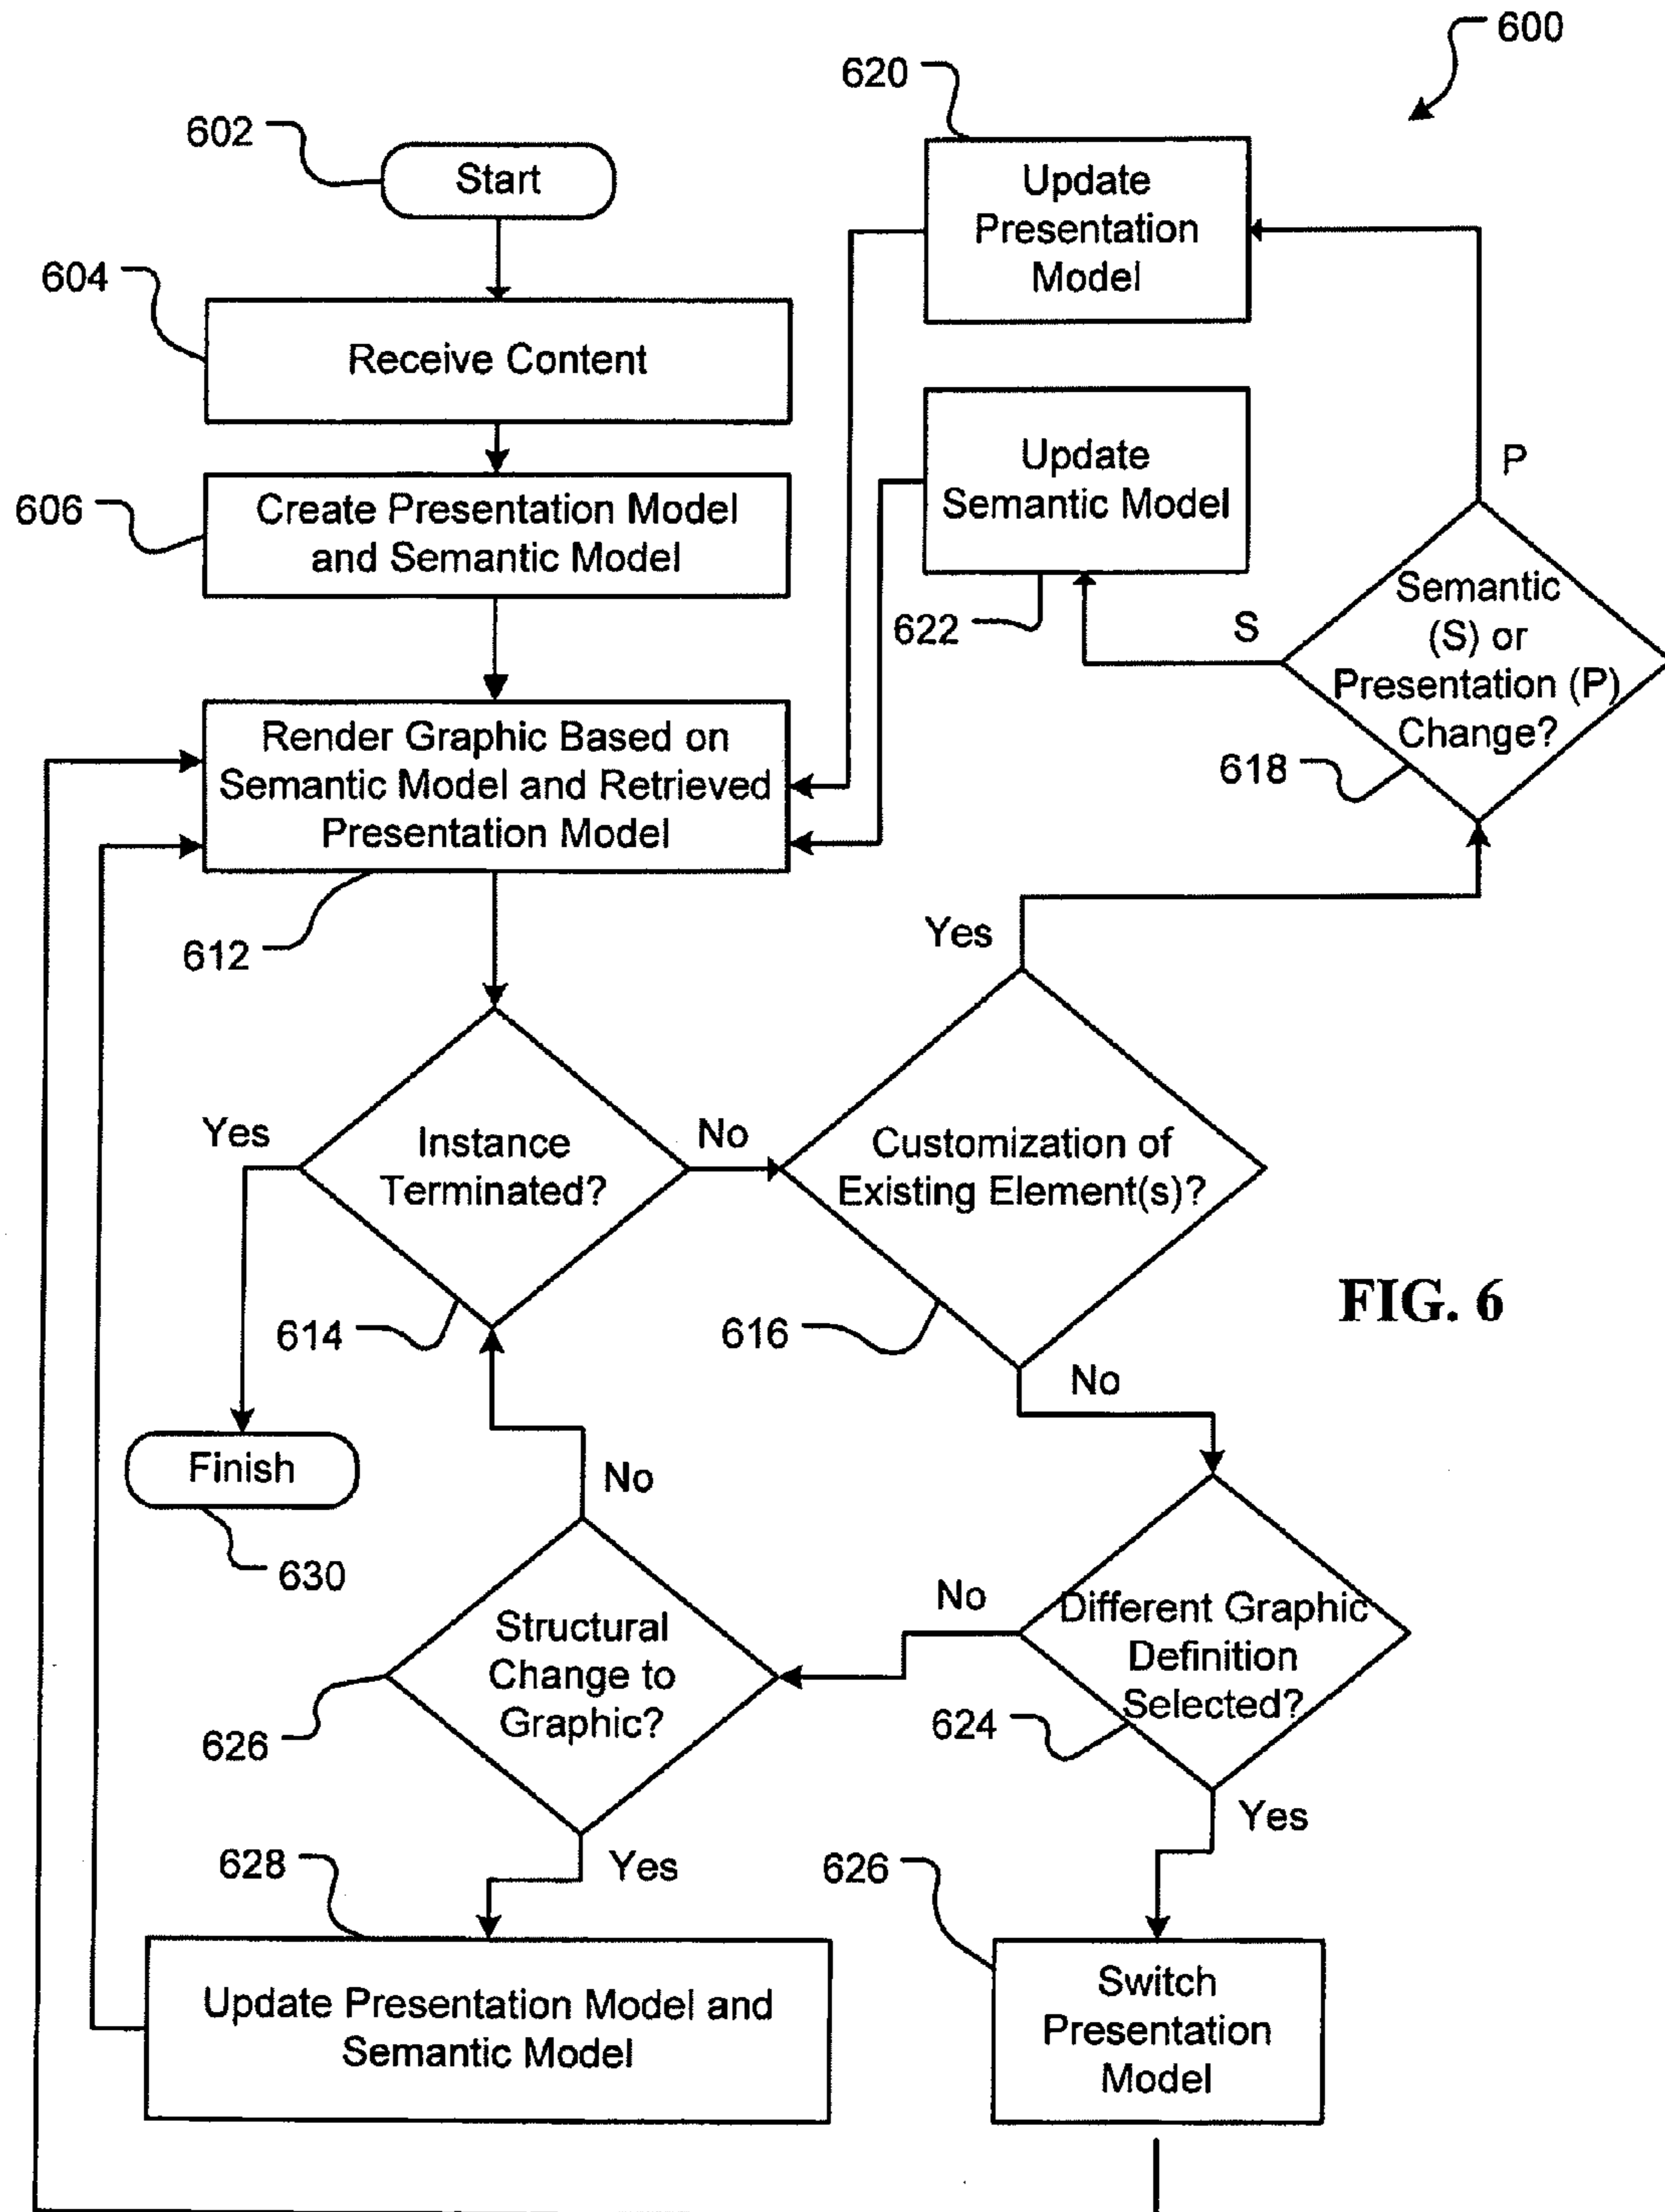 600
620
602
Start
Update
Presentation
Model
604
Receive Content
606
Create Presentation Model
and Semantic Model
Update
Semantic Model
622
P
S
Semantic
(S) or
Presentation (P)
Change?
618
Render Graphic Based on
Semantic Model and Retrieved
Presentation Model
612
Yes
Yes
Instance
Terminated?
No
Customization of
Existing Element(s)?
614
616
FIG. 6
No
Finish
630
No
No
Structural
Change to
Graphic?
626
Different Graphic
Definition
Selected?
624
Yes
Yes
628
626
Update Presentation Model and
Semantic Model
Switch
Presentation
Model